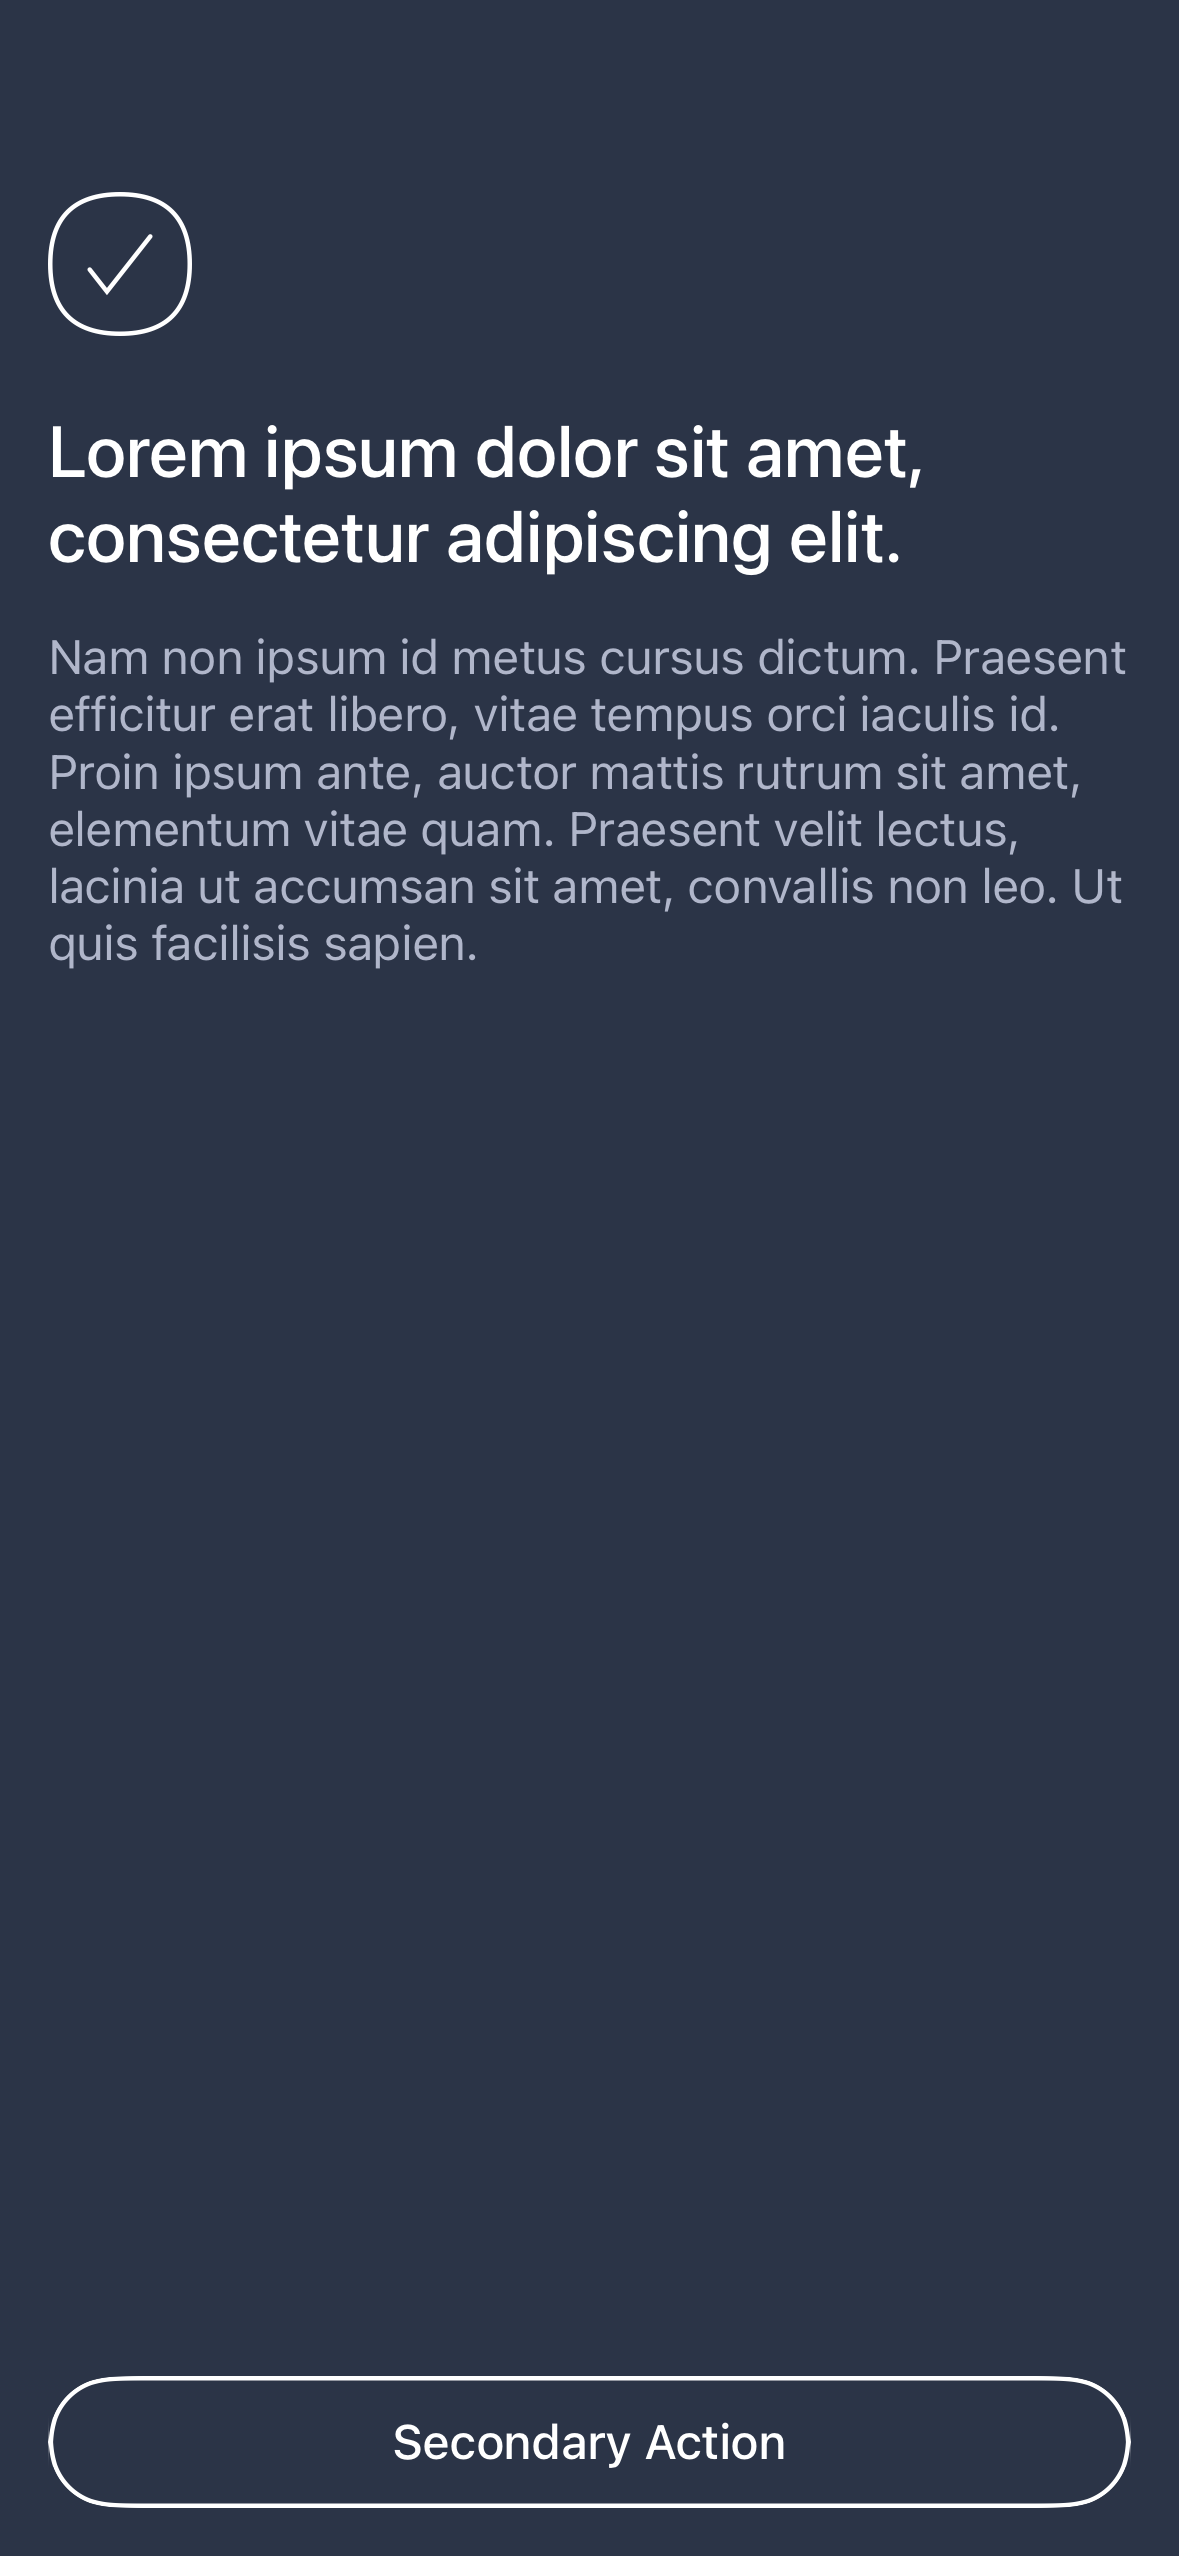 Lorem ipsum dolor sit amet,
consectetur adipiscing elit.
Nam non ipsum id metus cursus dictum. Praesent
efficitur erat libero, vitae tempus orci iaculis id.
Proin ipsum ante, auctor mattis rutrum sit amet,
elementum vitae quam. Praesent velit lectus,
lacinia ut accumsan sit amet, convallis non leo. Ut
quis facilisis sapien.
Secondary Action